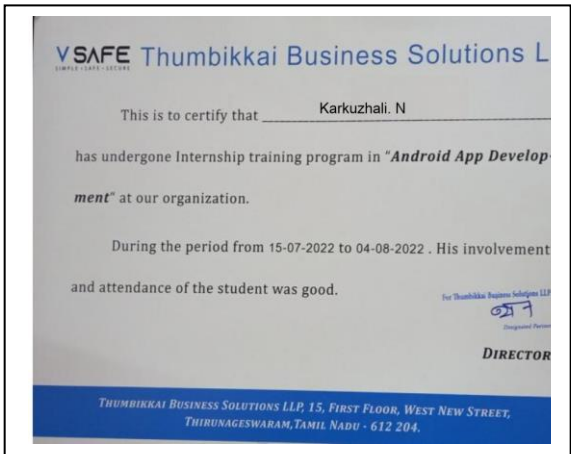 VSAFE Thumbikkai Business Solutions L
SIMPLE - SAFE - SECURE
This is to certify that Karkuzhali. N
has undergone Internship training program in "Android App Develop-
ment" at our organization.
During the period from 15-07-2022 to 04-08-2022 . His involvement
and attendance of the student was good.
For Thumbikkai Business Solutions LLP
Designated Partner
DIRECTOR
THUMBIKKAI BUSINESS SOLUTIONS LLP, 15, FIRST FLOOR, WEST NEW STREET,
THIRUNAGESWARAM,TAMIL NADU - 612 204.